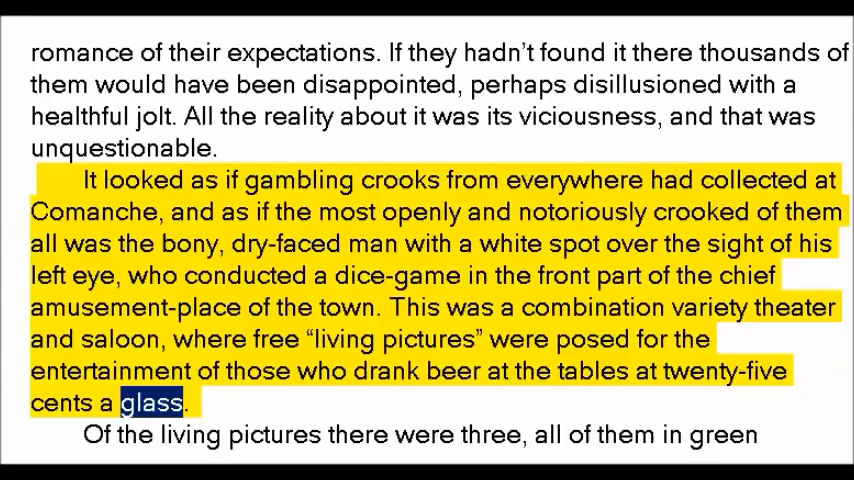 romance of their expectations. If they hadn’t found it there thousands of
them would have been disappointed, perhaps disillusioned with a
healthful jolt. All the reality about it was its viciousness, and that was
unquestionable.
It looked as if gambling crooks from everywhere had collected at
Comanche, and as if the most openly and notoriously crooked of them
all was the bony, dry-faced man with a white spot over the sight of his
left eye, who conducted a dice-game in the front part of the chief
amusement-place of the town. This was a combination variety theater
and saloon, where free “living pictures” were posed for the
entertainment of those who drank beer at the tables at twenty-five
cents a glass.
Of the living pictures there were three, all of them in green